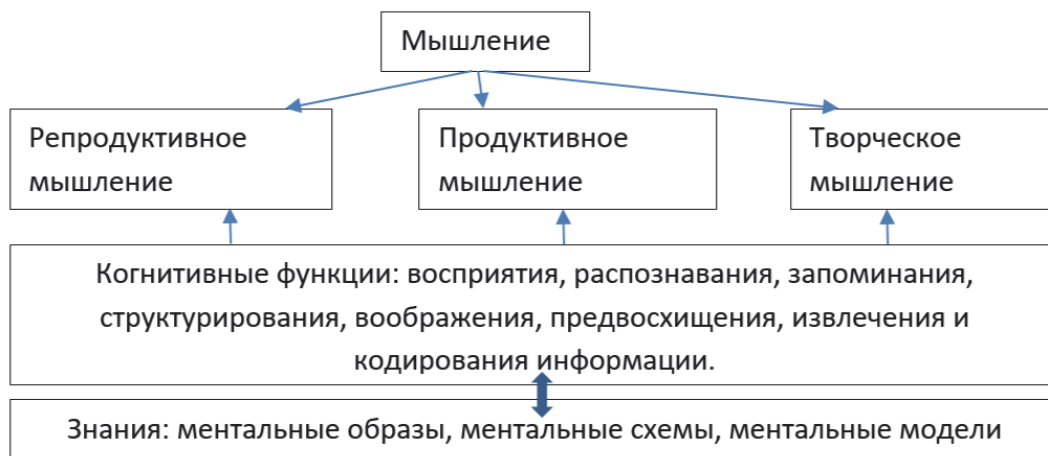 Мышление
Репродуктивное
мышление
Продуктивное
мышление
Творческое
мышление
Когнитивные функции: восприятия, распознавания, запоминания,
структурирования, воображения, предвосхищения, извлечения и
кодирования информации.
Знания: ментальные образы, ментальные схемы, ментальные модели